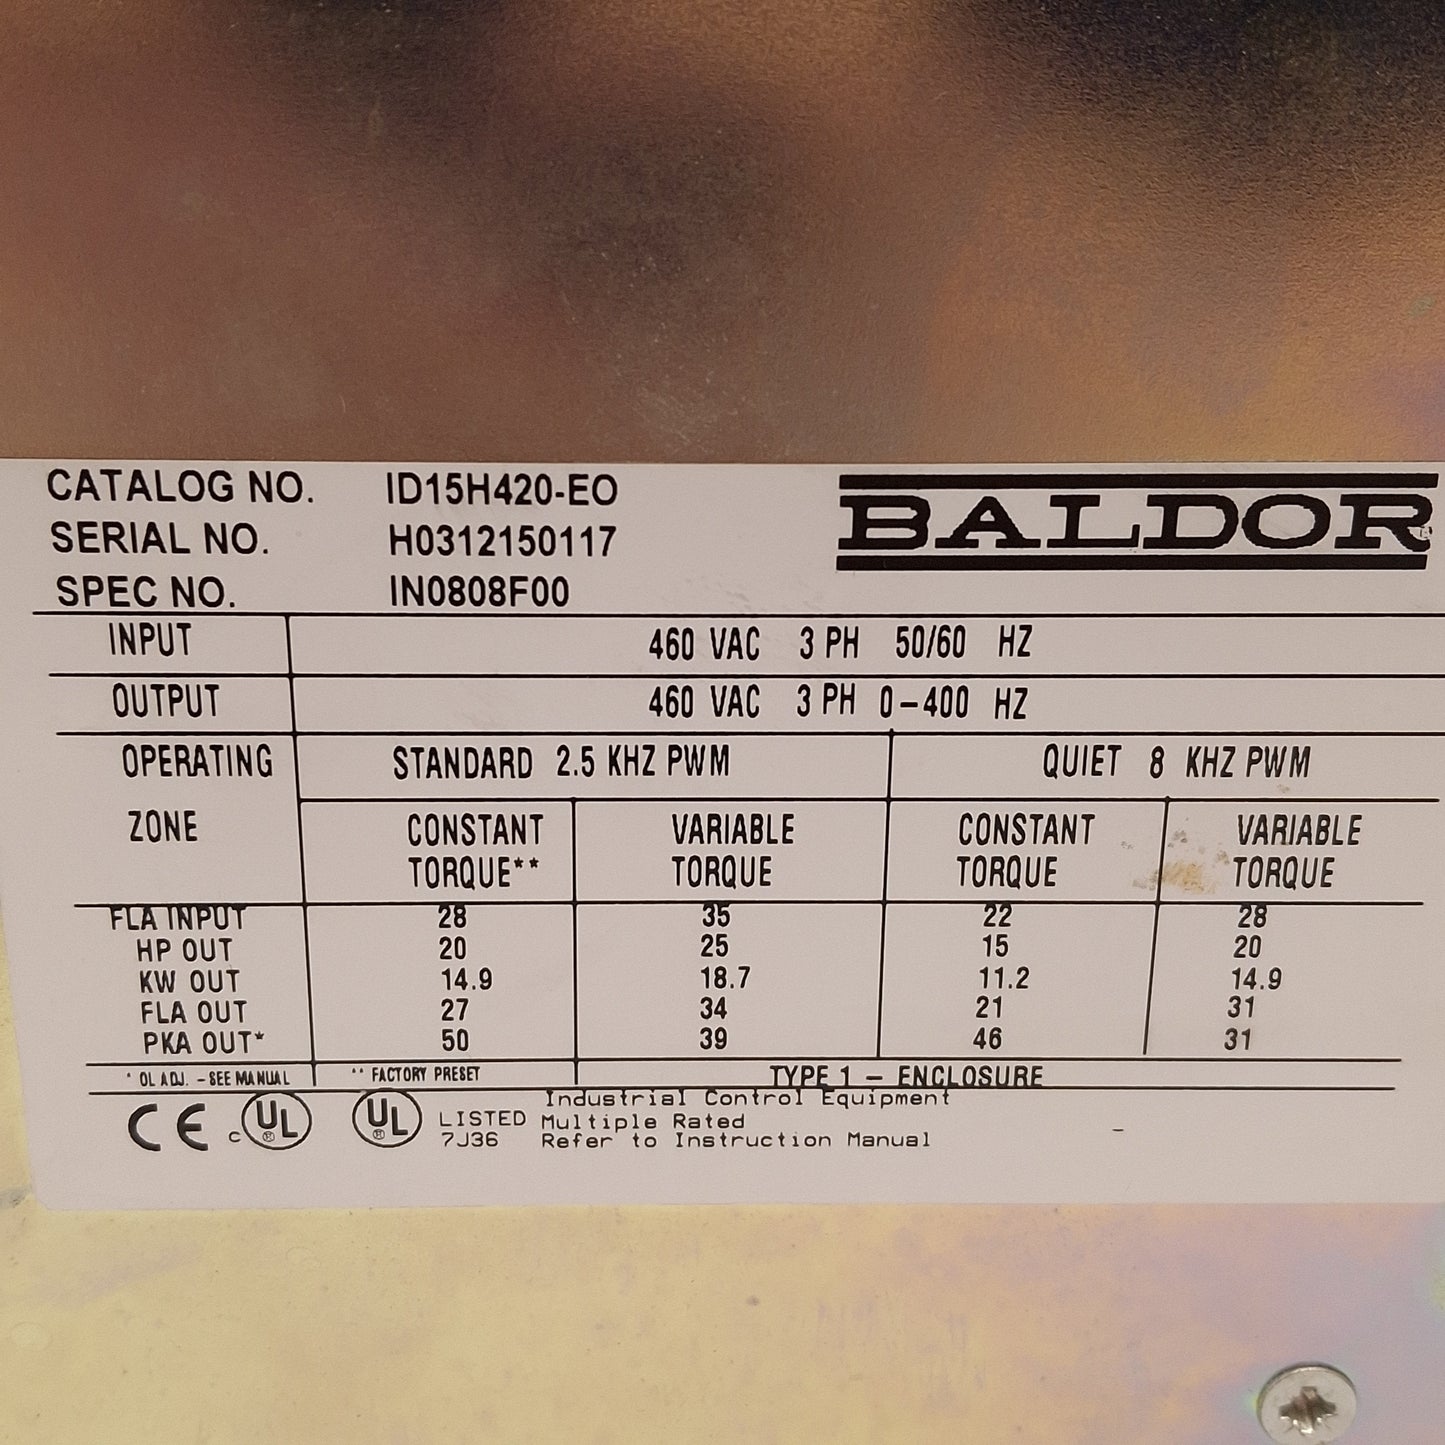 CATALOG NO. ID15H420-EO
SERIAL NO. H0312150117
SPEC NO. IN0808F00
BALDOR
INPUT 460 VAC 3 PH 50/60 HZ
OUTPUT 460 VAC 3 PH 0-400 HZ
OPERATING STANDARD 2.5 KHZ PWM QUIET 8 KHZ PWM
ZONE CONSTANT VARIABLE CONSTANT VARIABLE
TORQUE** TORQUE TORQUE TORQUE
FLA INPUT 28 35 22 28
HP OUT 20 25 15 20
KW OUT 14.9 18.7 11.2 14.9
FLA OUT 27 34 21 31
PKA OUT* 50 39 46 31
* OL ADJ. - SEE MANUAL ** FACTORY PRESET TYPE 1 - ENCLOSURE
Industrial Control Equipment
CE c UL ® UL ® LISTED Multiple Rated
7J36 Refer to Instruction Manual